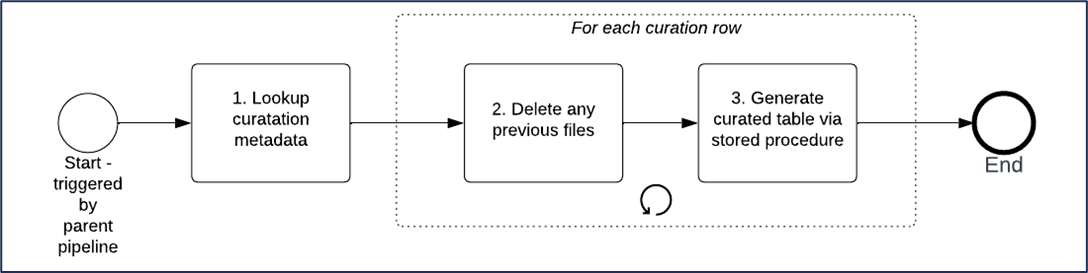 For each curation row
1. Lookup
curatation
metadata
2. Delete any
previous files
3. Generate
curated table via
stored procedure
Start -
triggered
by
parent
pipeline
End